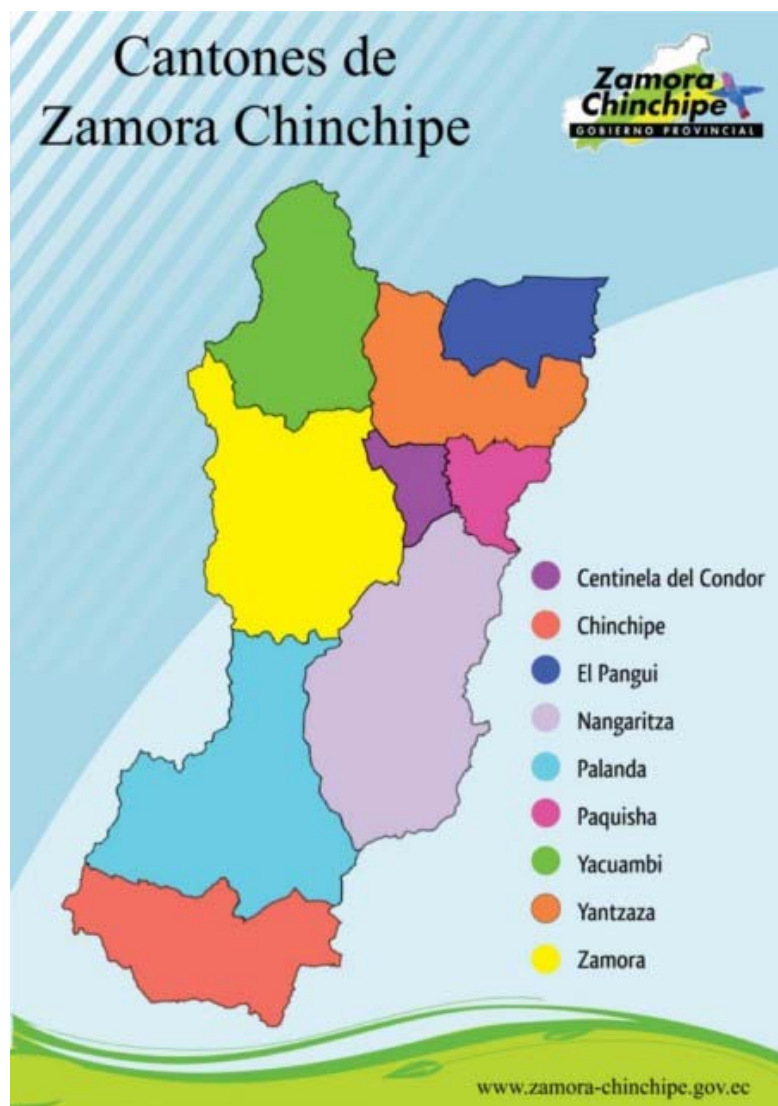 Cantones de
Zamora Chinchipe
Zamora
Chinchipe
GOBIERNO PROVINCIAL
Centinela del Condor
Chinchipe
El Pangui
Nangaritza
Palanda
Paquisha
Yacuambi
Yantzaza
Zamora
www.zamora-chinchipe.gov.ec